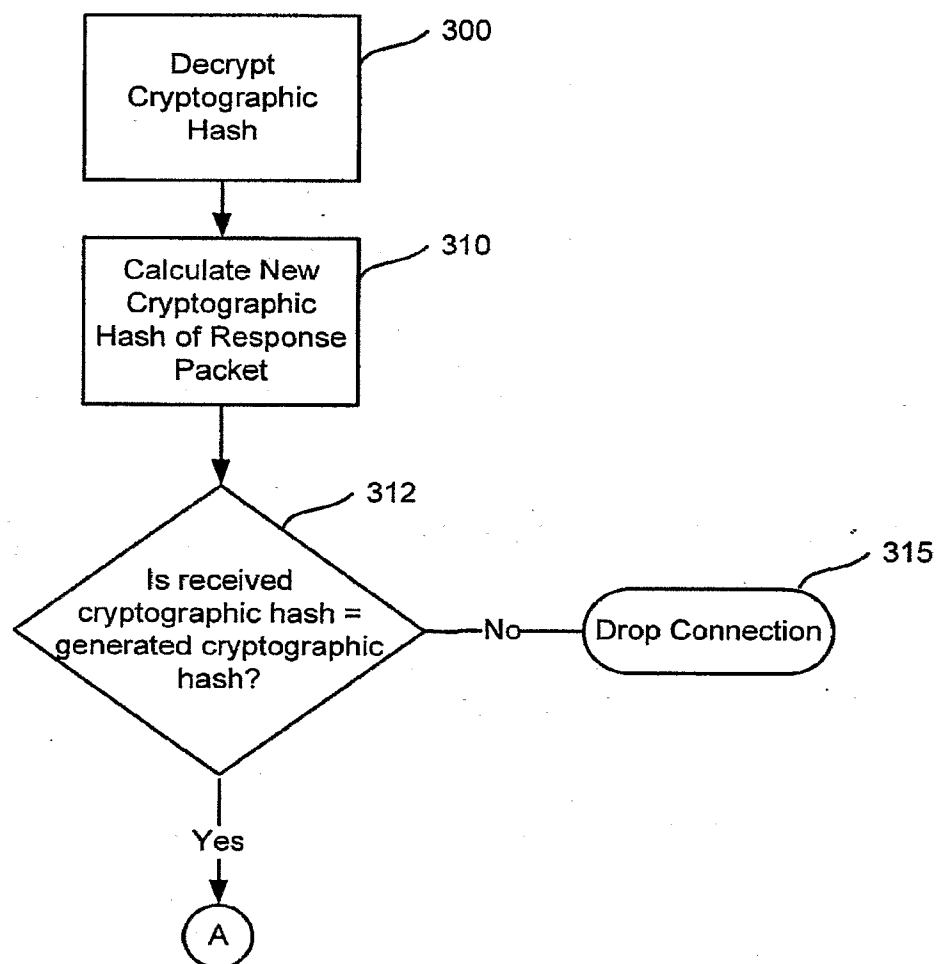 300
Decrypt
Cryptographic
Hash
310
Calculate New
Cryptographic
Hash of Response
Packet
312
Is received
cryptographic hash =
generated cryptographic
hash?
No
315
Drop Connection
Yes
A